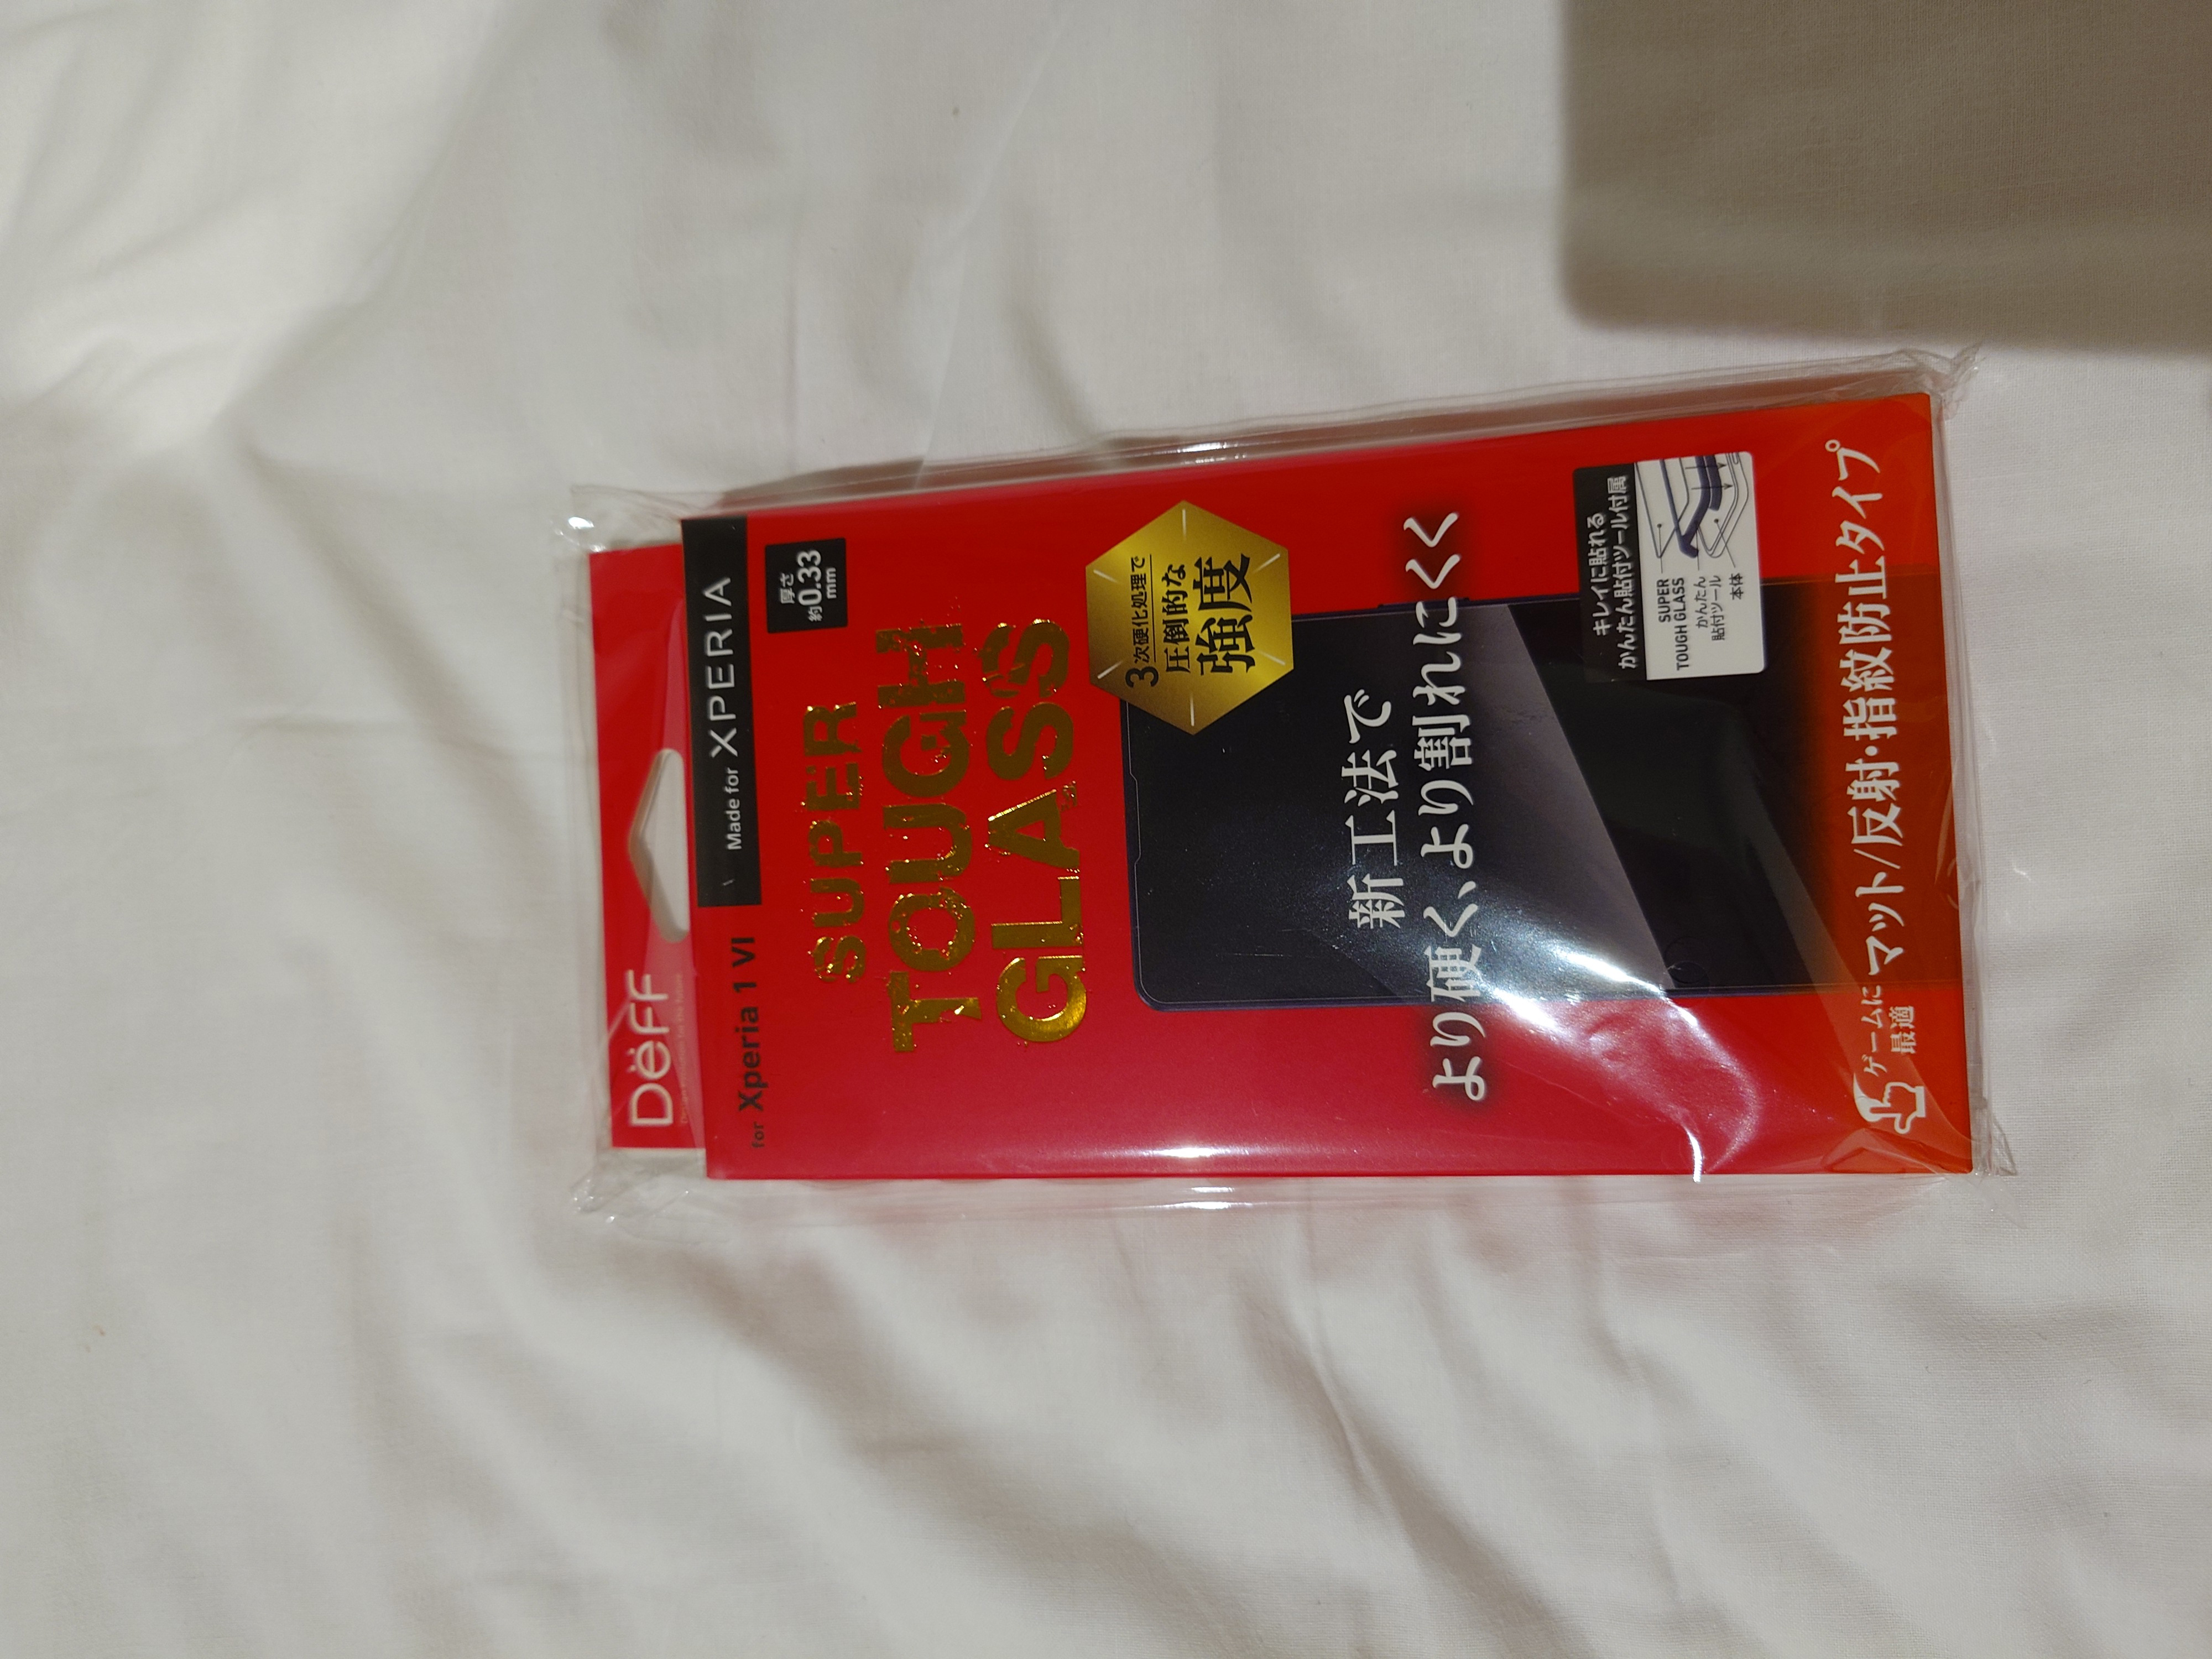 Dëff
Made for XPERIA
for Xperia 1 VI
厚さ
約0.33
mm
SUPER
TOUGH
GLASS
3次硬化処理で
圧倒的な
強度
新工法で
より硬く、より割れにくく
キレイに貼れる
かんたん貼付ツール付属
SUPER
TOUGH GLASS
かんたん
貼付ツール
本体
ゲームに
最適
マット/反射・指紋防止タイプ